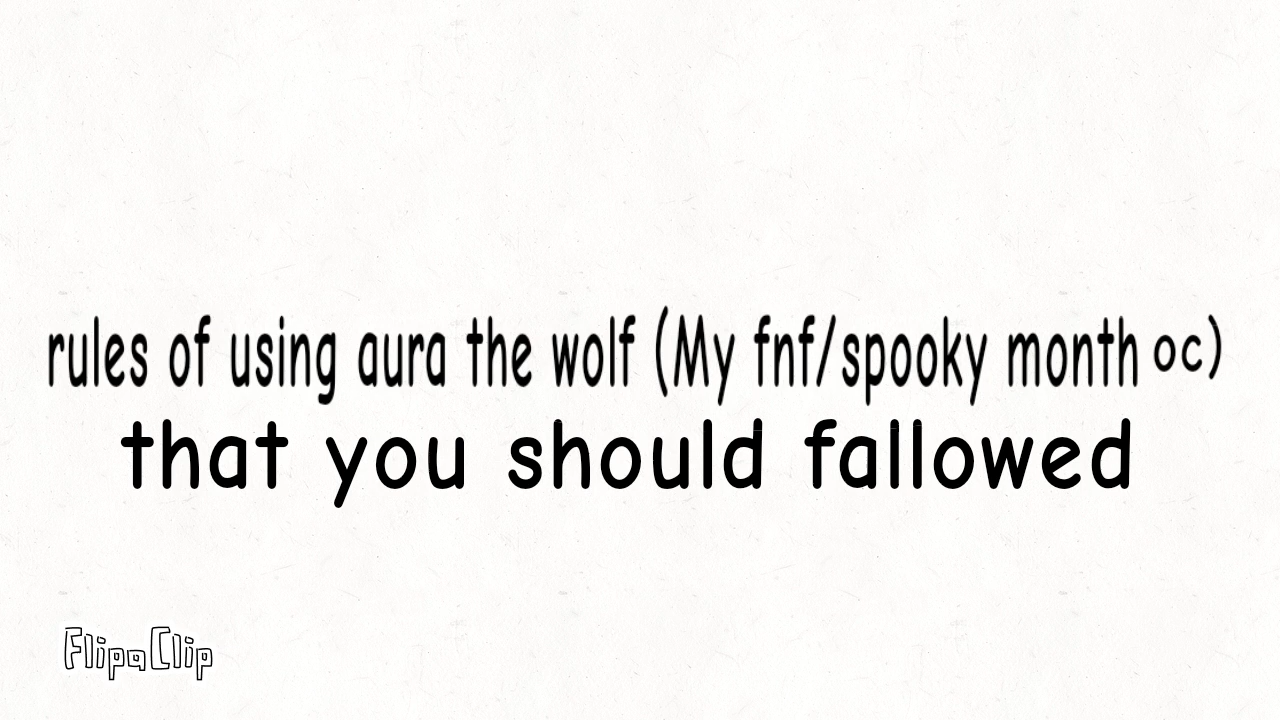 rules of using aura the wolf (My fnf/spooky month oc)
that you should fallowed
FlipaClip